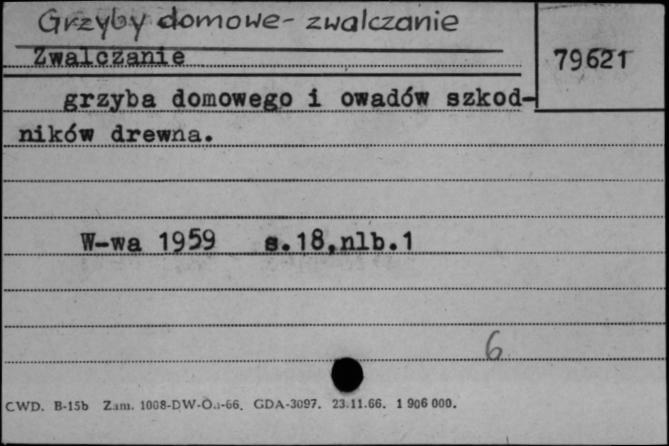 Grzyby domowe - zwalczanie
79621
Zwalczanie
grzyba domowego i owadów szkod-
ników drewna.
W-wa 1959 s.18,nlb.1
6
CWD. B-15b Zam. 1008-DW-O.-66. GDA-3097. 23.11.66. 1 906 000.